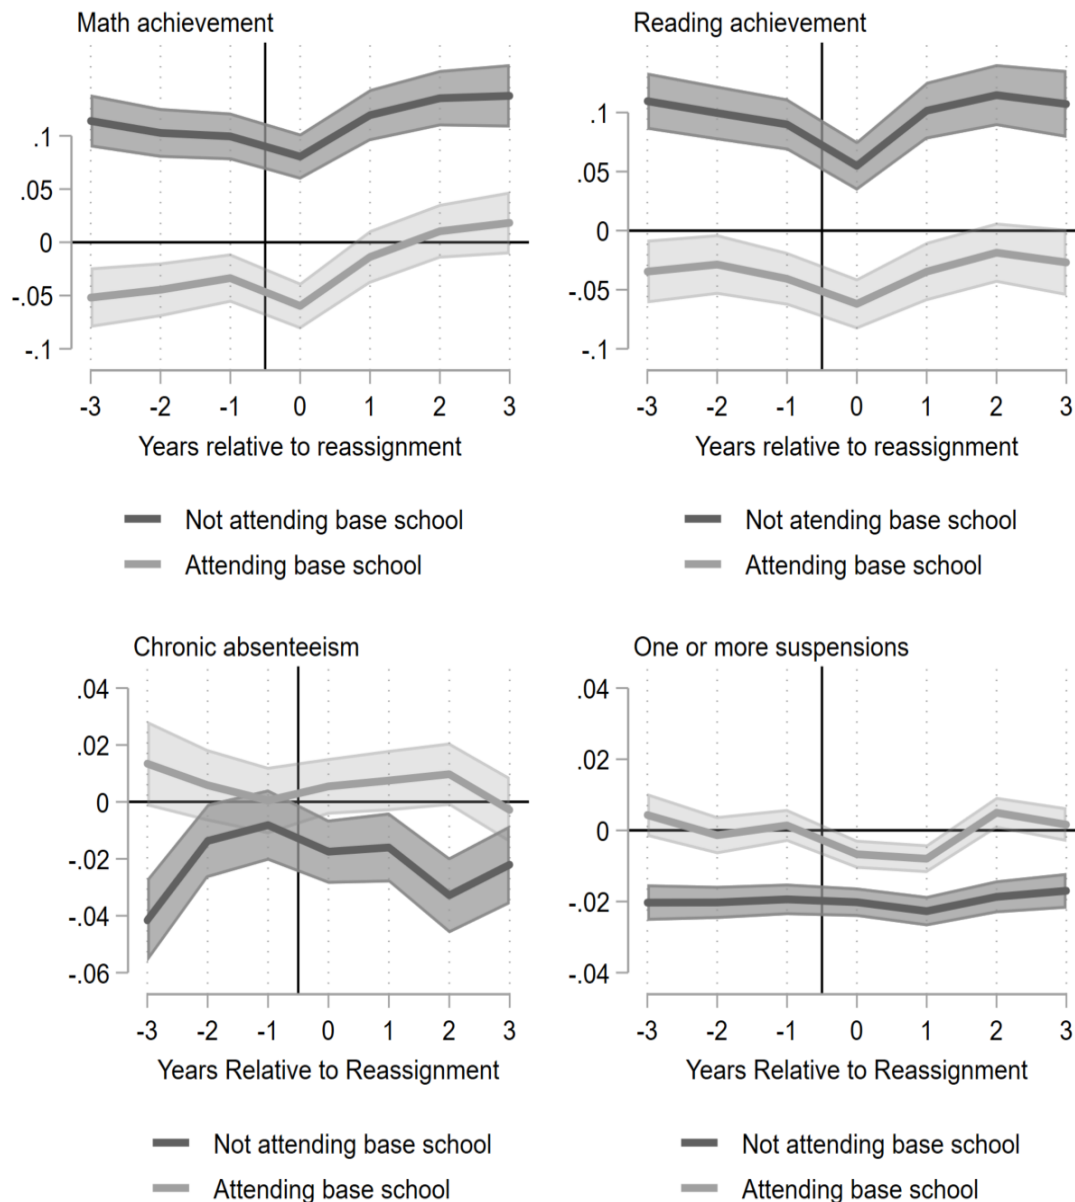 Math achievement
.1
.05
0
-.05
-.1
-3 -2 -1 0 1 2 3
Years relative to reassignment
Not attending base school
Attending base school
Reading achievement
.1
.05
0
-.05
-.1
-3 -2 -1 0 1 2 3
Years relative to reassignment
Not atending base school
Attending base school
Chronic absenteeism
.04
.02
0
-.02
-.04
-.06
-3 -2 -1 0 1 2 3
Years Relative to Reassignment
Not attending base school
Attending base school
One or more suspensions
.04
.02
0
-.02
-.04
-3 -2 -1 0 1 2 3
Years Relative to Reassignment
Not attending base school
Attending base school